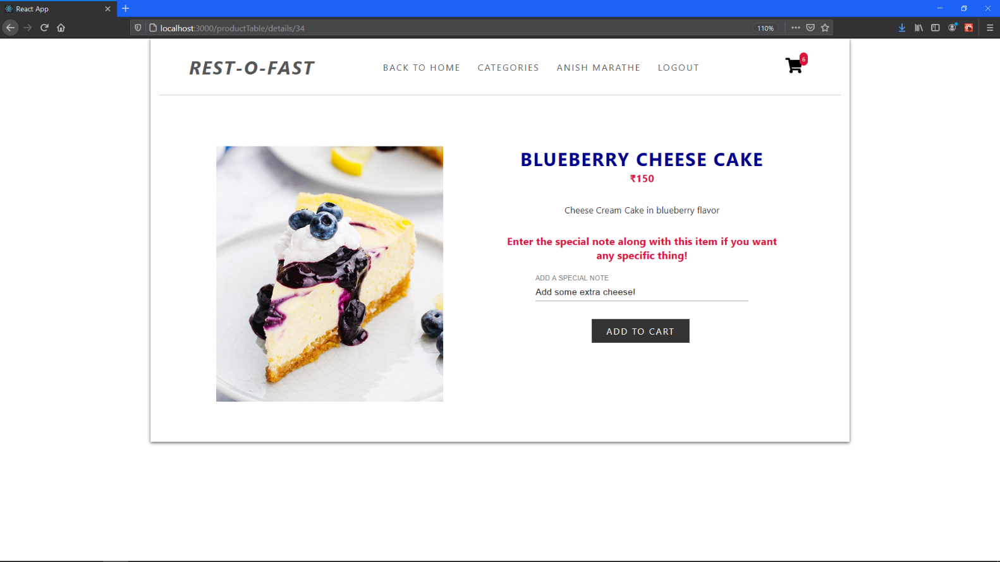 React App
localhost:3000/productTable/details/34
110%
REST-O-FAST
BACK TO HOME
CATEGORIES
ANISH MARATHE
LOGOUT
6
BLUEBERRY CHEESE CAKE
₹150
Cheese Cream Cake in blueberry flavor
Enter the special note along with this item if you want
any specific thing!
ADD A SPECIAL NOTE
Add some extra cheese!
ADD TO CART